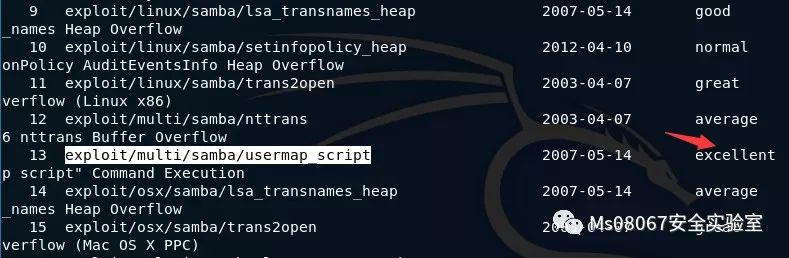 9 exploit/linux/samba/lsa_transnames_heap 2007-05-14 good
_names Heap Overflow
10 exploit/linux/samba/setinfopolicy_heap 2012-04-10 normal
onPolicy AuditEventsInfo Heap Overflow
11 exploit/linux/samba/trans2open 2003-04-07 great
verflow (Linux x86)
12 exploit/multi/samba/nttrans 2003-04-07 average
6 nttrans Buffer Overflow
13 exploit/multi/samba/usermap_script 2007-05-14 excellent
p script" Command Execution
14 exploit/osx/samba/lsa_transnames_heap 2007-05-14 average
_names Heap Overflow
15 exploit/osx/samba/trans2open 2003-04-07 great
verflow (Mac OS X PPC)
Ms08067安全实验室